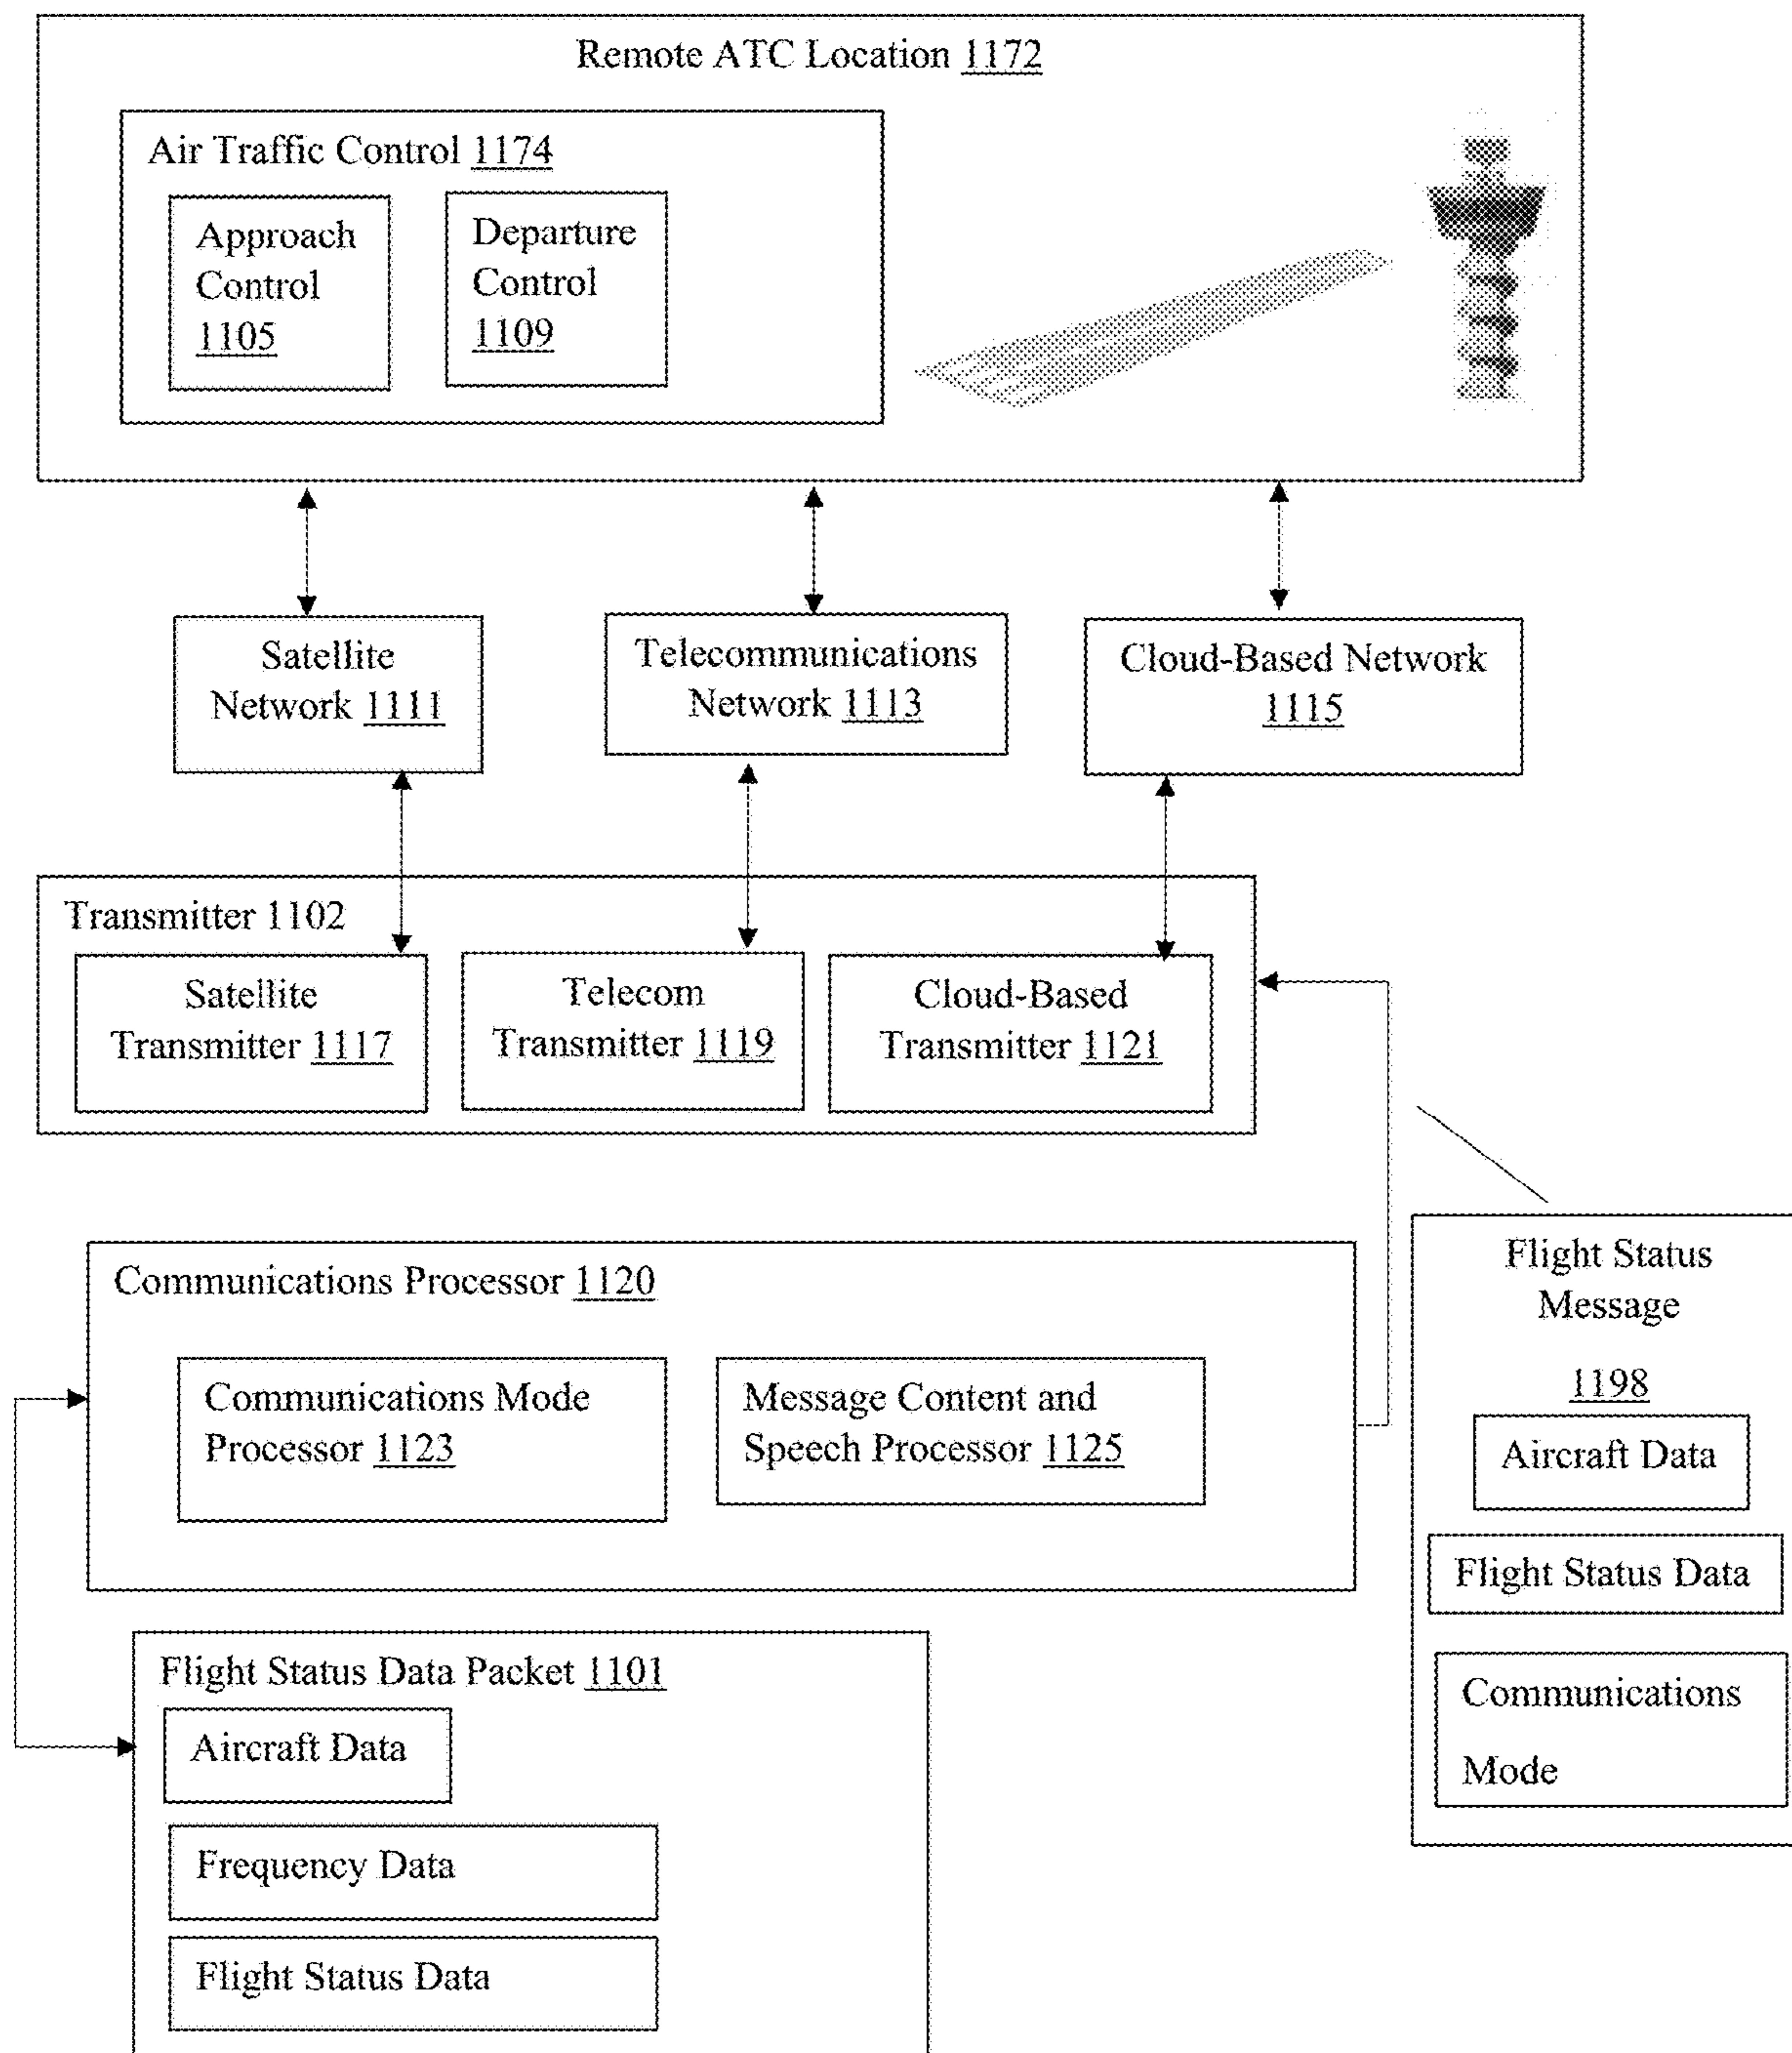 Remote ATC Location 1172
Air Traffic Control 1174
Approach
Control
1105
Departure
Control
1109
Satellite
Network 1111
Telecommunications
Network 1113
Cloud-Based Network
1115
Transmitter 1102
Satellite
Transmitter 1117
Telecom
Transmitter 1119
Cloud-Based
Transmitter 1121
Communications Processor 1120
Communications Mode
Processor 1123
Message Content and
Speech Processor 1125
Flight Status
Message
1198
Aircraft Data
Flight Status Data
Communications
Mode
Flight Status Data Packet 1101
Aircraft Data
Frequency Data
Flight Status Data